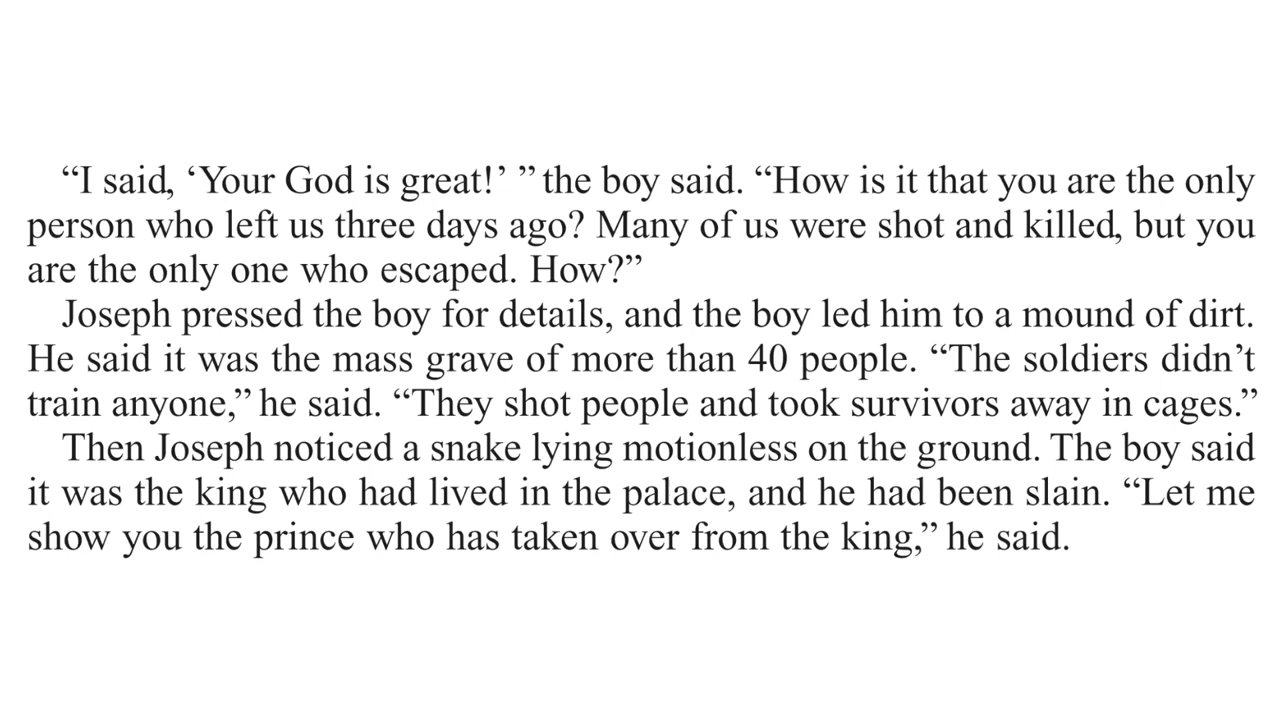 “I said, ‘Your God is great!’ ” the boy said. “How is it that you are the only
person who left us three days ago? Many of us were shot and killed, but you
are the only one who escaped. How?”
Joseph pressed the boy for details, and the boy led him to a mound of dirt.
He said it was the mass grave of more than 40 people. “The soldiers didn’t
train anyone,” he said. “They shot people and took survivors away in cages.”
Then Joseph noticed a snake lying motionless on the ground. The boy said
it was the king who had lived in the palace, and he had been slain. “Let me
show you the prince who has taken over from the king,” he said.